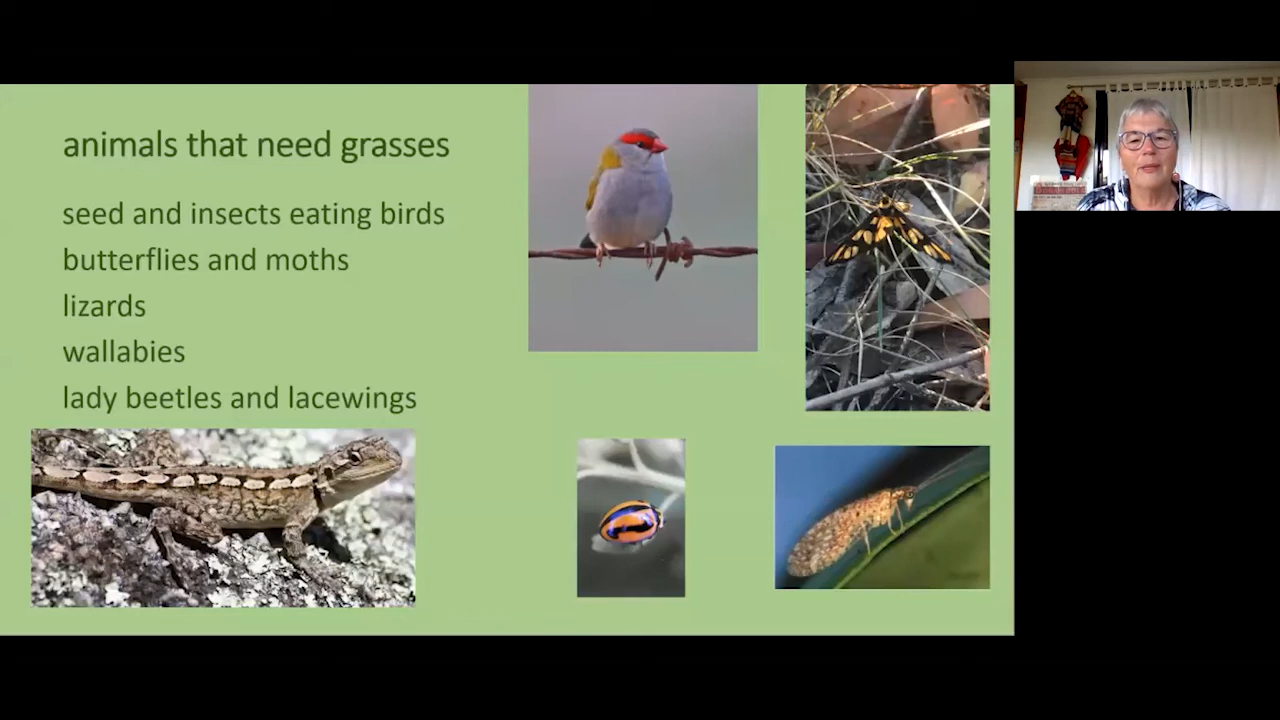 animals that need grasses
seed and insects eating birds
butterflies and moths
lizards
wallabies
lady beetles and lacewings